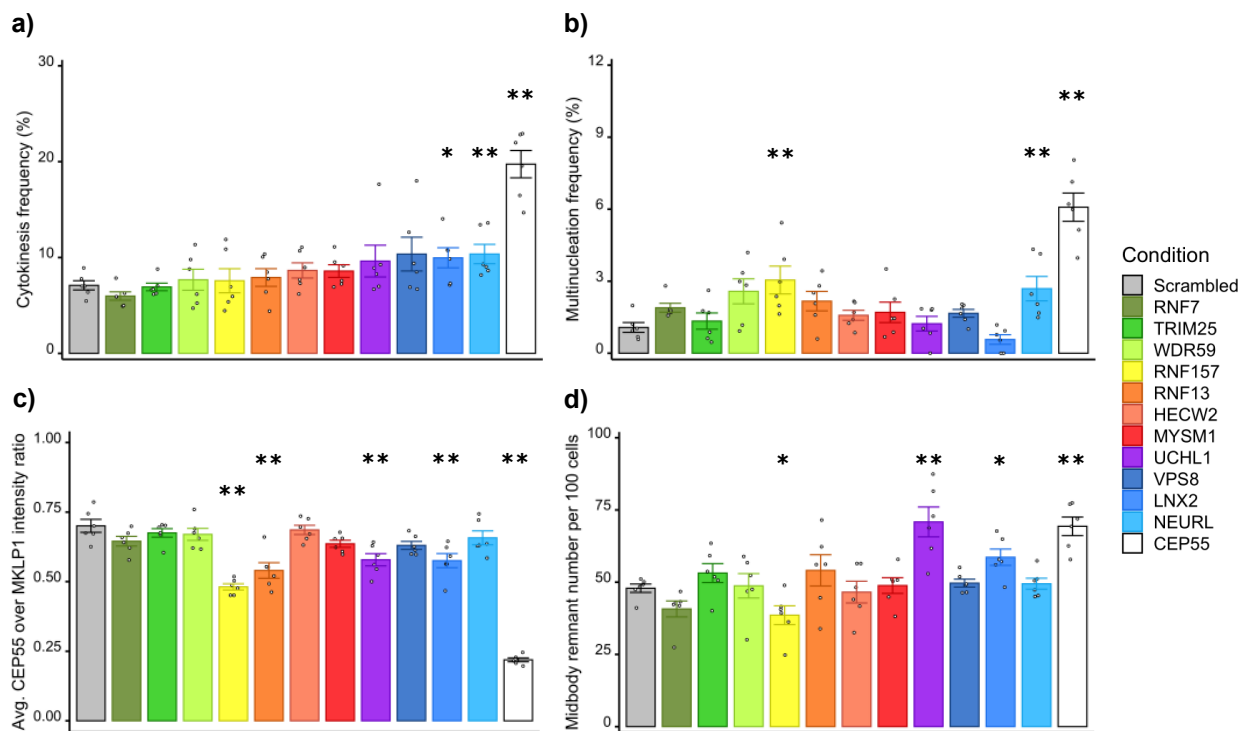 a)
Cytokinesis frequency (%)
30
20
10
0
* ** **
b)
Multinucleation frequency (%)
12
9
6
3
0
** ** **
c)
Avg. CEP55 over MKLP1 intensity ratio
1.00
0.75
0.50
0.25
0.00
** ** ** ** **
d)
Midbody remnant number per 100 cells
100
75
50
25
0
* ** * **
Condition
Scrambled
RNF7
TRIM25
WDR59
RNF157
RNF13
HECW2
MYSM1
UCHL1
VPS8
LNX2
NEURL
CEP55